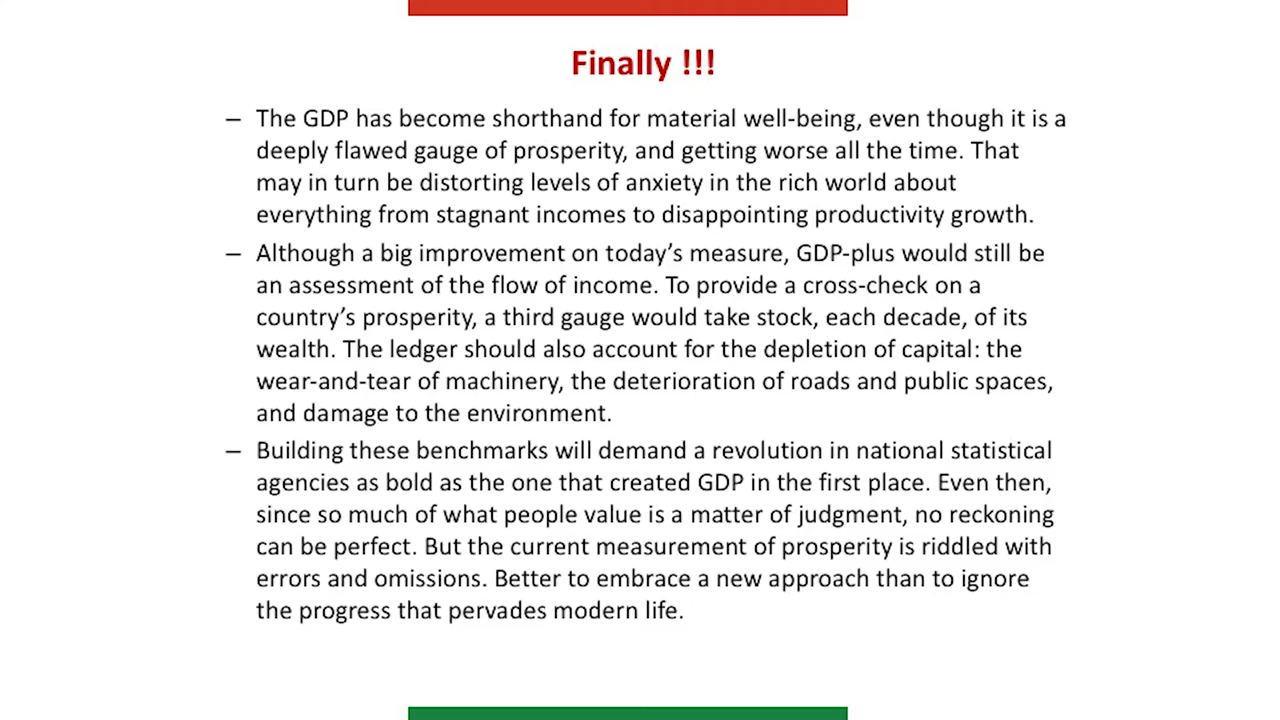 Finally !!!
– The GDP has become shorthand for material well-being, even though it is a
deeply flawed gauge of prosperity, and getting worse all the time. That
may in turn be distorting levels of anxiety in the rich world about
everything from stagnant incomes to disappointing productivity growth.
– Although a big improvement on today’s measure, GDP-plus would still be
an assessment of the flow of income. To provide a cross-check on a
country’s prosperity, a third gauge would take stock, each decade, of its
wealth. The ledger should also account for the depletion of capital: the
wear-and-tear of machinery, the deterioration of roads and public spaces,
and damage to the environment.
– Building these benchmarks will demand a revolution in national statistical
agencies as bold as the one that created GDP in the first place. Even then,
since so much of what people value is a matter of judgment, no reckoning
can be perfect. But the current measurement of prosperity is riddled with
errors and omissions. Better to embrace a new approach than to ignore
the progress that pervades modern life.